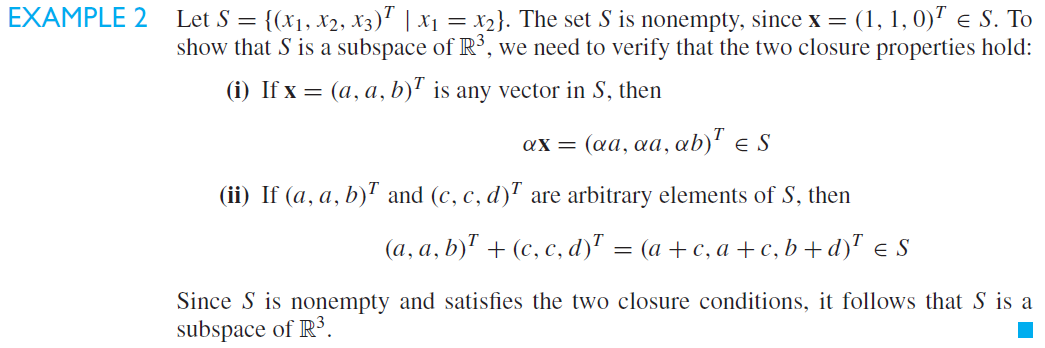 EXAMPLE 2 Let S = {(x₁, x₂, x₃)ᵀ | x₁ = x₂}. The set S is nonempty, since x = (1, 1, 0)ᵀ ∈ S. To
show that S is a subspace of ℝ³, we need to verify that the two closure properties hold:
(i) If x = (a, a, b)ᵀ is any vector in S, then
αx = (αa, αa, αb)ᵀ ∈ S
(ii) If (a, a, b)ᵀ and (c, c, d)ᵀ are arbitrary elements of S, then
(a, a, b)ᵀ + (c, c, d)ᵀ = (a + c, a + c, b + d)ᵀ ∈ S
Since S is nonempty and satisfies the two closure conditions, it follows that S is a
subspace of ℝ³.